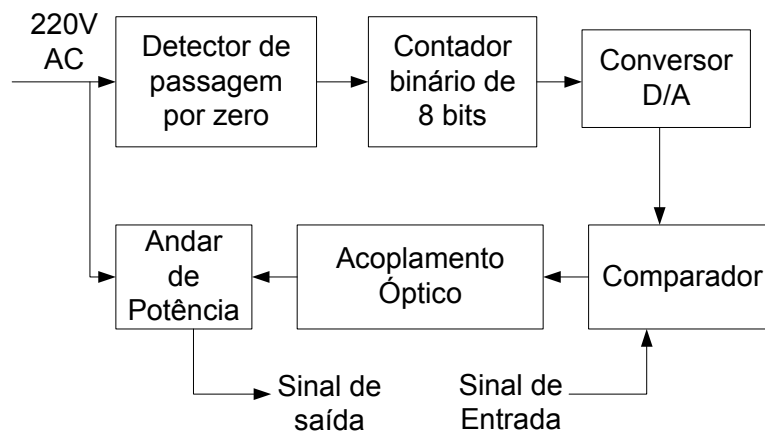 220V
AC
Detector de
passagem
por zero
Contador
binário de
8 bits
Conversor
D/A
Andar
de
Potência
Acoplamento
Óptico
Comparador
Sinal de
saída
Sinal de
Entrada